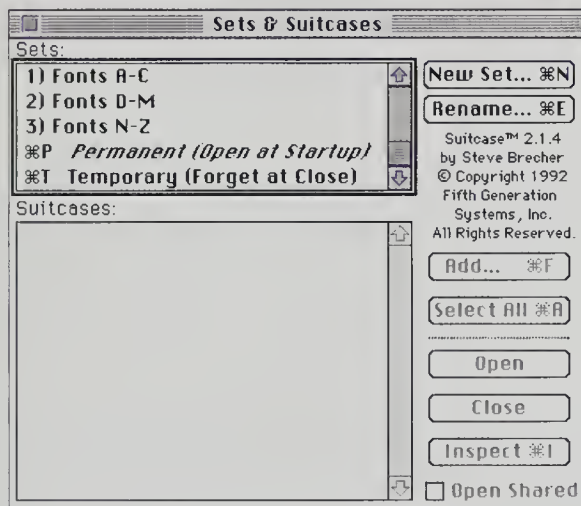 Sets & Suitcases
Sets:
1) Fonts A-C
2) Fonts D-M
3) Fonts N-Z
⌘P Permanent (Open at Startup)
⌘T Temporary (Forget at Close)
New Set... ⌘N
Rename... ⌘E
Suitcase™ 2.1.4
by Steve Brecher
© Copyright 1992
Fifth Generation
Systems, Inc.
All Rights Reserved.
Suitcases:
Add... ⌘F
Select All ⌘A
Open
Close
Inspect ⌘I
Open Shared